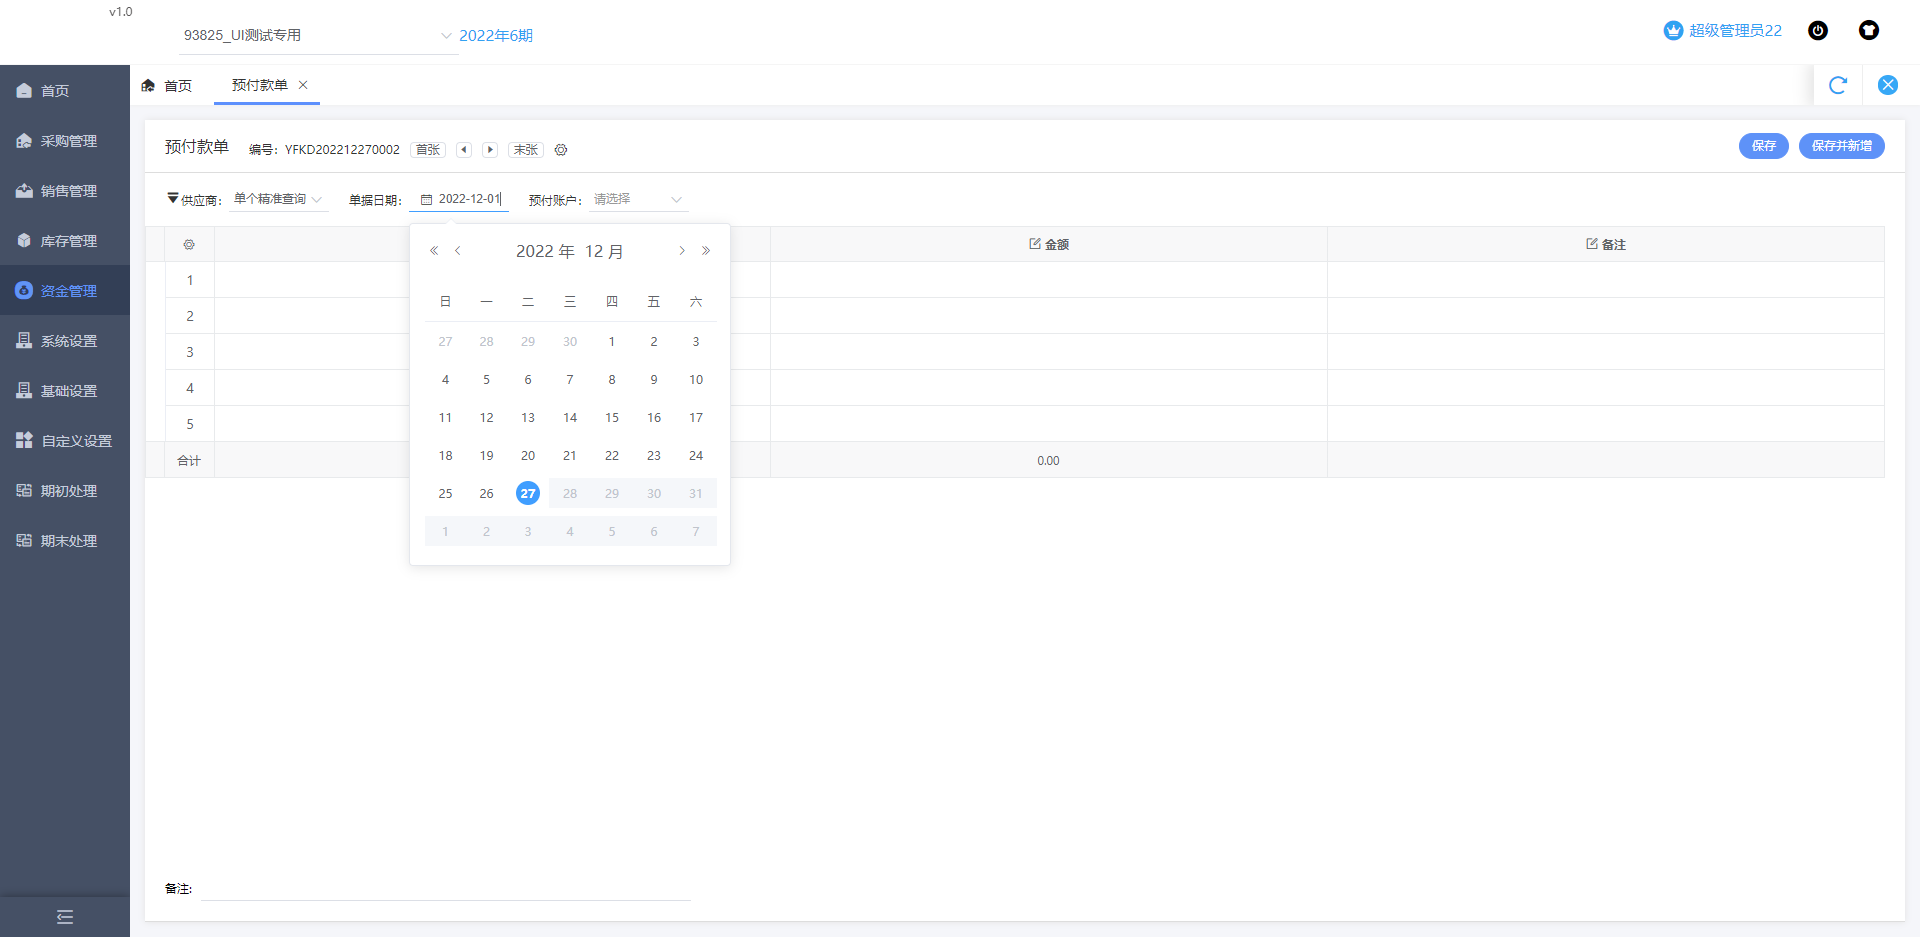 v1.0
93825_UI测试专用 2022年6期 超级管理员22
首页
采购管理
销售管理
库存管理
资金管理
系统设置
基础设置
自定义设置
期初处理
期末处理
首页 预付款单
预付款单 编号: YFKD202212270002 首张 末张 保存 保存并新增
供应商: 单个精准查询 单据日期: 2022-12-01 预付账户: 请选择
金额 备注
1
2
3
4
5
合计 0.00
2022 年 12 月
日 一 二 三 四 五 六
27 28 29 30 1 2 3
4 5 6 7 8 9 10
11 12 13 14 15 16 17
18 19 20 21 22 23 24
25 26 27 28 29 30 31
1 2 3 4 5 6 7
备注: